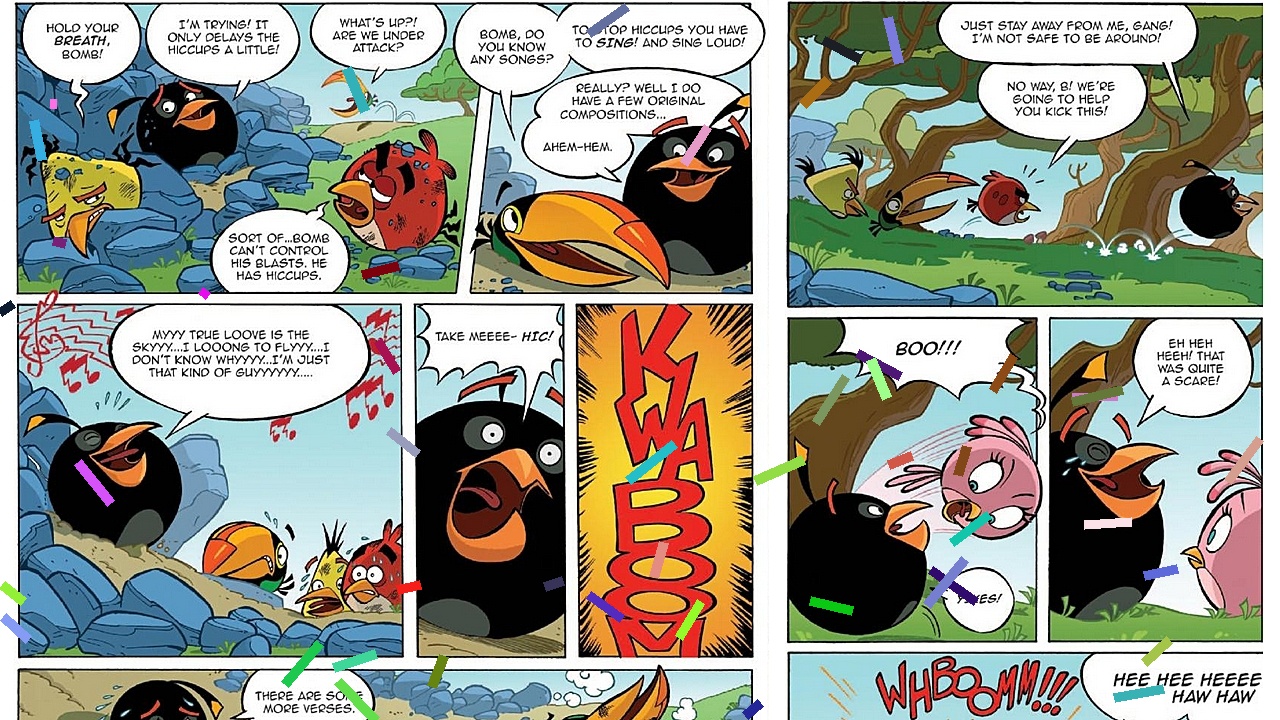 HOLD YOUR
BREATH,
BOMB!
I'M TRYING! IT
ONLY DELAYS THE
HICCUPS A LITTLE!
WHAT'S UP?!
ARE WE UNDER
ATTACK?
SORT OF...BOMB
CAN'T CONTROL
HIS BLASTS. HE
HAS HICCUPS.
BOMB, DO
YOU KNOW
ANY SONGS?
TO STOP HICCUPS YOU HAVE
TO SING! AND SING LOUD!
REALLY? WELL I DO
HAVE A FEW ORIGINAL
COMPOSITIONS...
AHEM-HEM.
MYYY TRUE LOOVE IS THE
SKYYY...I LOOONG TO FLYYY...I
DON'T KNOW WHYYYY...I'M JUST
THAT KIND OF GUYYYYYY.....
TAKE MEEEE- HIC!
KWABOOM
THERE ARE SOME
MORE VERSES.
JUST STAY AWAY FROM ME, GANG!
I'M NOT SAFE TO BE AROUND!
NO WAY, B! WE'RE
GOING TO HELP
YOU KICK THIS!
BOO!!!
EH HEH
HEEH! THAT
WAS QUITE
A SCARE!
WHBOOMM!!!
HEE HEE HEEEE
HAW HAW